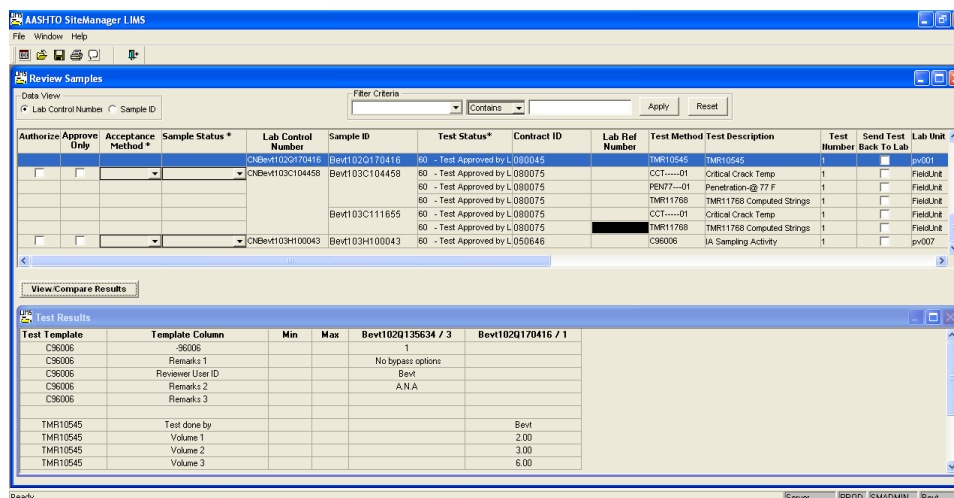 AASHTO SiteManager LIMS
File Window Help
Review Samples
Data View
Lab Control Number Sample ID
Filter Criteria
Contains
Apply Reset
Authorize Approve Only Acceptance Method * Sample Status * Lab Control Number Sample ID Test Status* Contract ID Lab Ref Number Test Method Test Description Test Number Send Test Back To Lab Lab Unit
CNBevt102Q170416 Bevt102Q170416 60 - Test Approved by L 080045 TMR10545 TMR10545 1 pv001
CNBevt103C104458 Bevt103C104458 60 - Test Approved by L 080075 CCT-----01 Critical Crack Temp 1 FieldUnit
60 - Test Approved by L 080075 PEN77---01 Penetration-@ 77 F 1 FieldUnit
60 - Test Approved by L 080075 TMR11768 TMR11768 Computed Strings 1 FieldUnit
Bevt103C111655 60 - Test Approved by L 080075 CCT-----01 Critical Crack Temp 1 FieldUnit
60 - Test Approved by L 080075 TMR11768 TMR11768 Computed Strings 1 FieldUnit
CNBevt103H100043 Bevt103H100043 60 - Test Approved by L 050646 C96006 IA Sampling Activity 1 pv007
View/Compare Results
Test Results
Test Template Template Column Min Max Bevt102Q135634 / 3 Bevt102Q170416 / 1
C96006 -96006 1
C96006 Remarks 1 No bypass options
C96006 Reviewer User ID Bevt
C96006 Remarks 2 A.N.A
C96006 Remarks 3
TMR10545 Test done by Bevt
TMR10545 Volume 1 2.00
TMR10545 Volume 2 3.00
TMR10545 Volume 3 6.00
Ready Server PROD SMADMIN Bevt